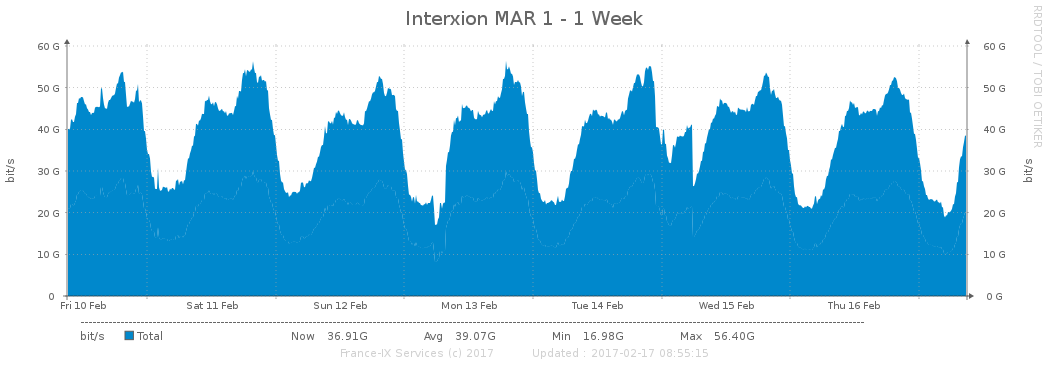 Interxion MAR 1 - 1 Week
RRDTOOL / TOBI OETIKER
bit/s
60 G 60 G
50 G 50 G
40 G 40 G
30 G 30 G
20 G 20 G
10 G 10 G
0 0 G
bit/s
Fri 10 Feb Sat 11 Feb Sun 12 Feb Mon 13 Feb Tue 14 Feb Wed 15 Feb Thu 16 Feb
bit/s Total Now 36.91G Avg 39.07G Min 16.98G Max 56.40G
France-IX Services (c) 2017 Updated : 2017-02-17 08:55:15